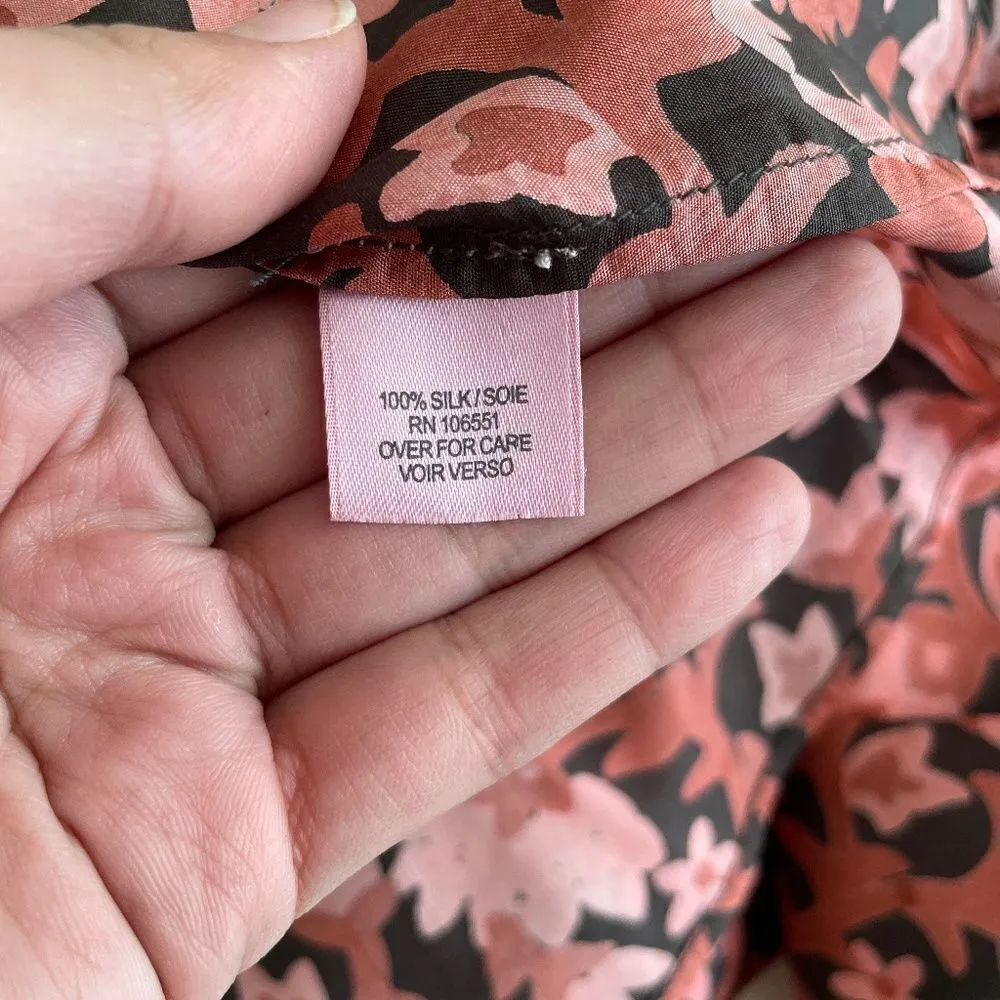 100% SILK/SOIE
RN 106551
OVER FOR CARE
VOIR VERSO